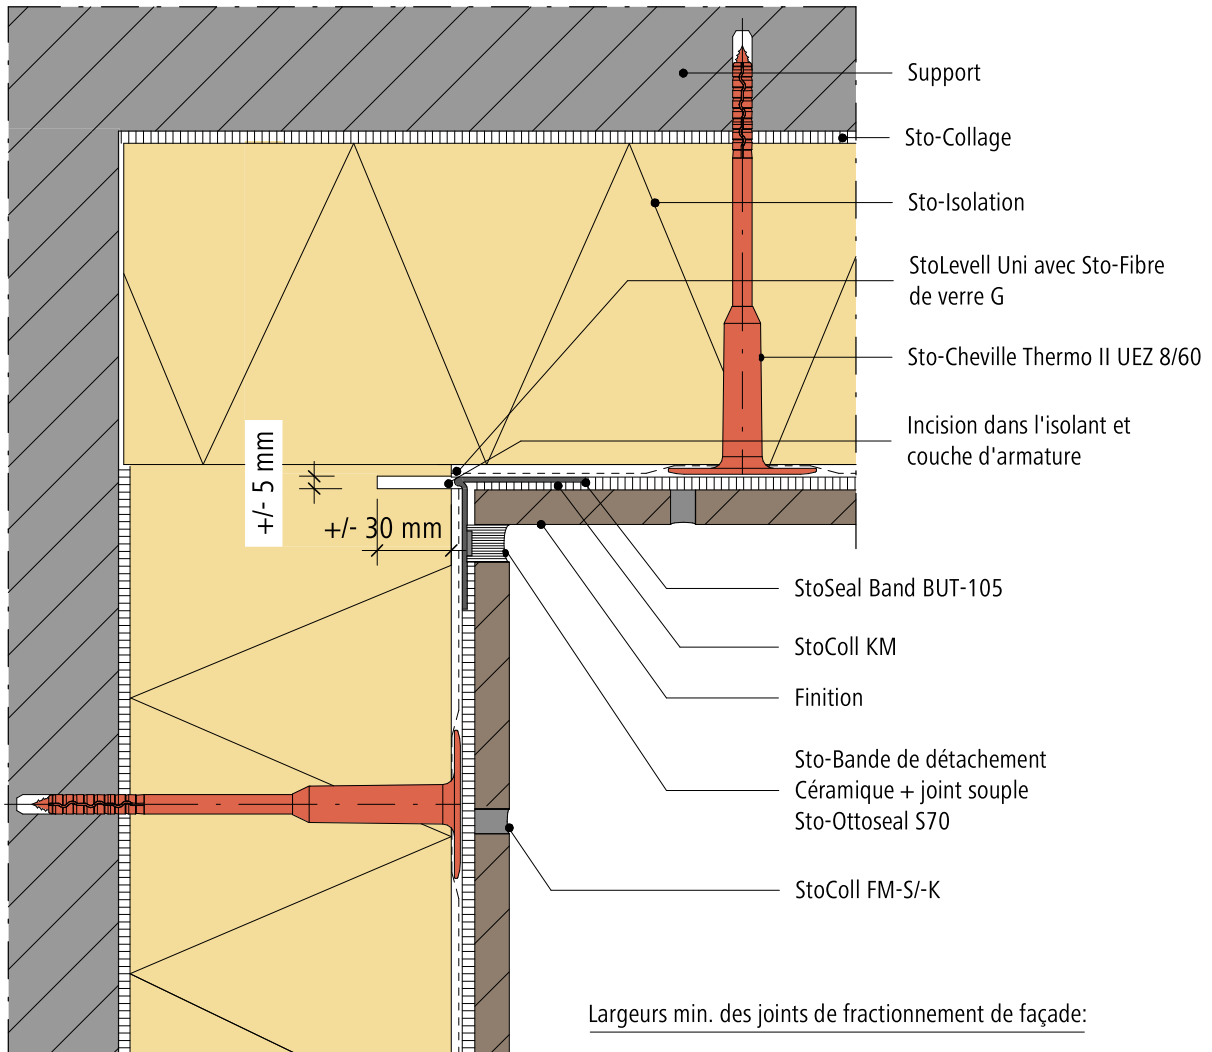 Support
Sto-Collage
Sto-Isolation
StoLevell Uni avec Sto-Fibre
de verre G
Sto-Cheville Thermo II UEZ 8/60
Incision dans l'isolant et
couche d'armature
+/- 5 mm
+/- 30 mm
StoSeal Band BUT-105
StoColl KM
Finition
Sto-Bande de détachement
Céramique + joint souple
Sto-Ottoseal S70
StoColl FM-S/-K
Largeurs min. des joints de fractionnement de façade: